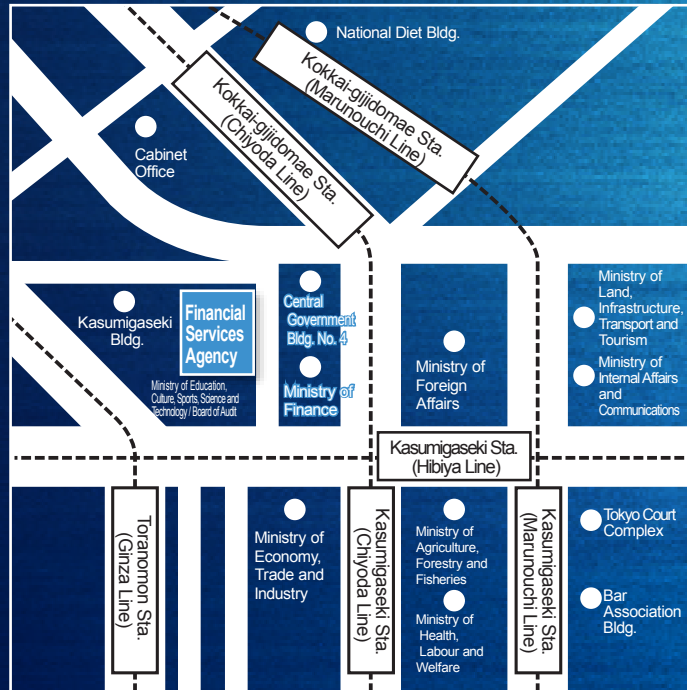 National Diet Bldg.
Kokkai-gijidomae Sta.
(Marunouchi Line)
Kokkai-gijidomae Sta.
(Chiyoda Line)
Cabinet
Office
Kasumigaseki
Bldg.
Financial
Services
Agency
Ministry of Education,
Culture, Sports, Science and
Technology / Board of Audit
Central
Government
Bldg. No. 4
Ministry of
Finance
Ministry of
Foreign
Affairs
Ministry of
Land,
Infrastructure,
Transport and
Tourism
Ministry of
Internal Affairs
and
Communications
Kasumigaseki Sta.
(Hibiya Line)
Toranomon Sta.
(Ginza Line)
Ministry of
Economy,
Trade and
Industry
Kasumigaseki Sta.
(Chiyoda Line)
Ministry of
Agriculture,
Forestry and
Fisheries
Ministry of
Health,
Labour and
Welfare
Kasumigaseki Sta.
(Marunouchi Line)
Tokyo Court
Complex
Bar
Association
Bldg.